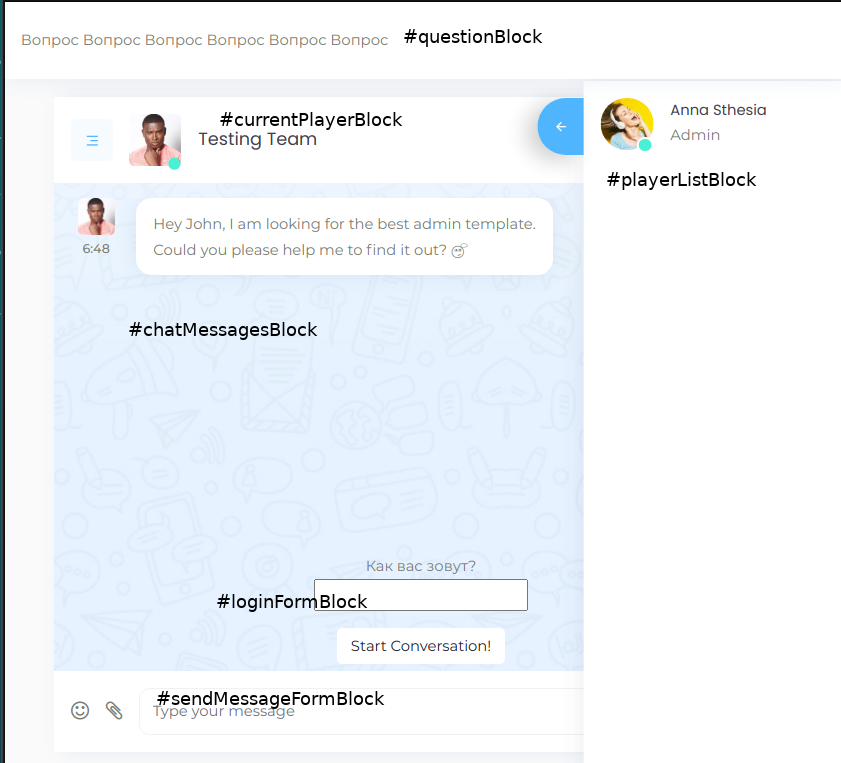 Вопрос Вопрос Вопрос Вопрос Вопрос Вопрос #questionBlock
#currentPlayerBlock
Testing Team
Anna Sthesia
Admin
#playerListBlock
Hey John, I am looking for the best admin template.
Could you please help me to find it out? 😴
6:48
#chatMessagesBlock
Как вас зовут?
#loginFormBlock
Start Conversation!
#sendMessageFormBlock
Type your message